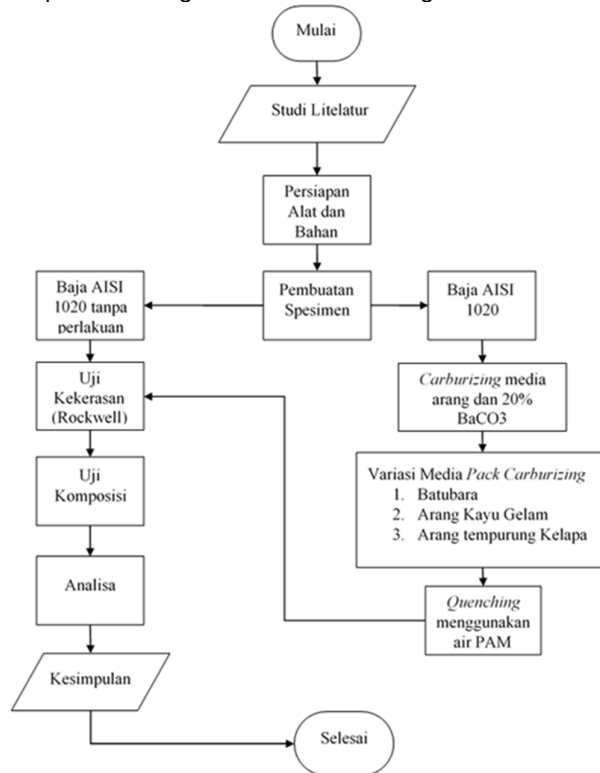 Mulai
Studi Litelatur
Persiapan
Alat dan
Bahan
Pembuatan
Spesimen
Baja AISI
1020 tanpa
perlakuan
Baja AISI
1020
Uji
Kekerasan
(Rockwell)
Carburizing media
arang dan 20%
BaCO3
Uji
Komposisi
Variasi Media Pack Carburizing
1. Batubara
2. Arang Kayu Gelam
3. Arang tempurung Kelapa
Analisa
Quenching
menggunakan
air PAM
Kesimpulan
Selesai